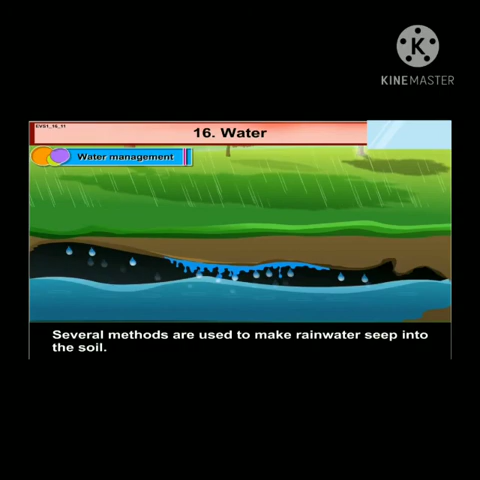 K
KINEMASTER
EVS1_16_11
16. Water
Water management
Several methods are used to make rainwater seep into
the soil.